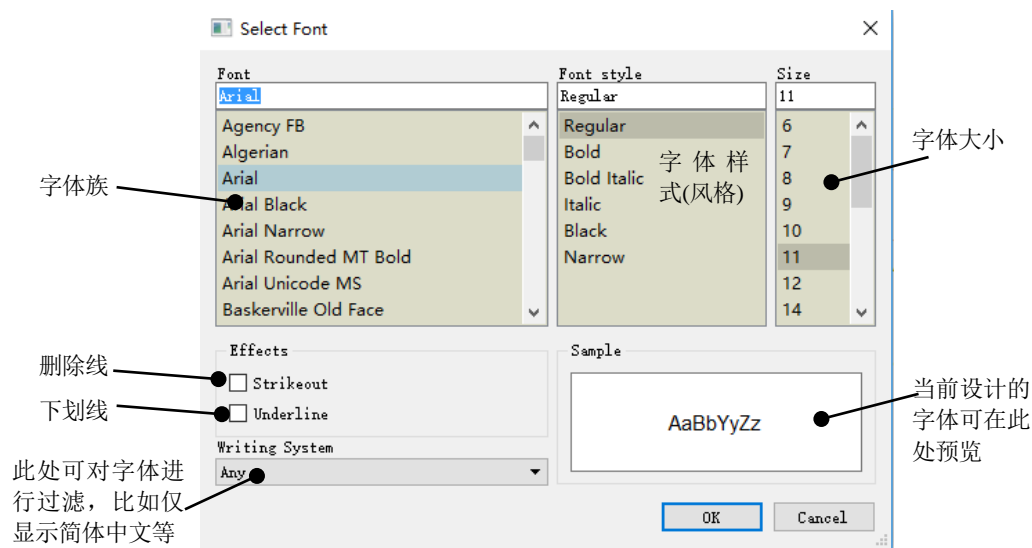 Select Font
Font
Arial
Agency FB
Algerian
Arial
Arial Black
Arial Narrow
Arial Rounded MT Bold
Arial Unicode MS
Baskerville Old Face
Font style
Regular
Regular
Bold
Bold Italic
Italic
Black
Narrow
字体样
式(风格)
Size
11
6
7
8
9
10
11
12
14
字体大小
字体族
Effects
Strikeout
Underline
删除线
下划线
Writing System
Any
此处可对字体进
行过滤，比如仅
显示简体中文等
Sample
AaBbYyZz
当前设计的
字体可在此
处预览
OK
Cancel